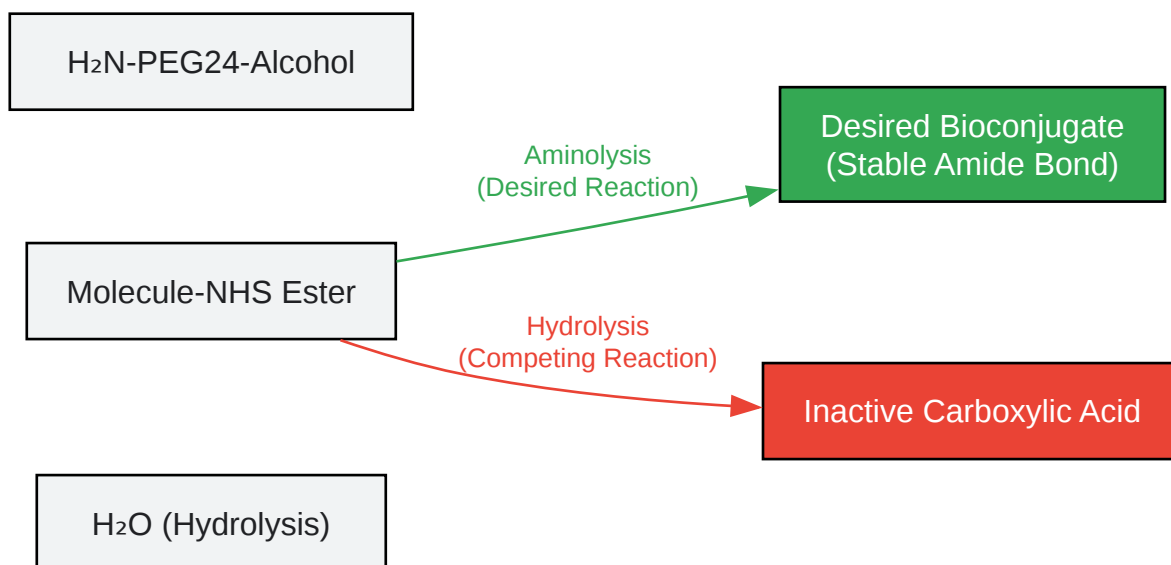 H₂N-PEG24-Alcohol
Desired Bioconjugate
(Stable Amide Bond)
Aminolysis
(Desired Reaction)
Molecule-NHS Ester
Hydrolysis
(Competing Reaction)
Inactive Carboxylic Acid
H₂O (Hydrolysis)